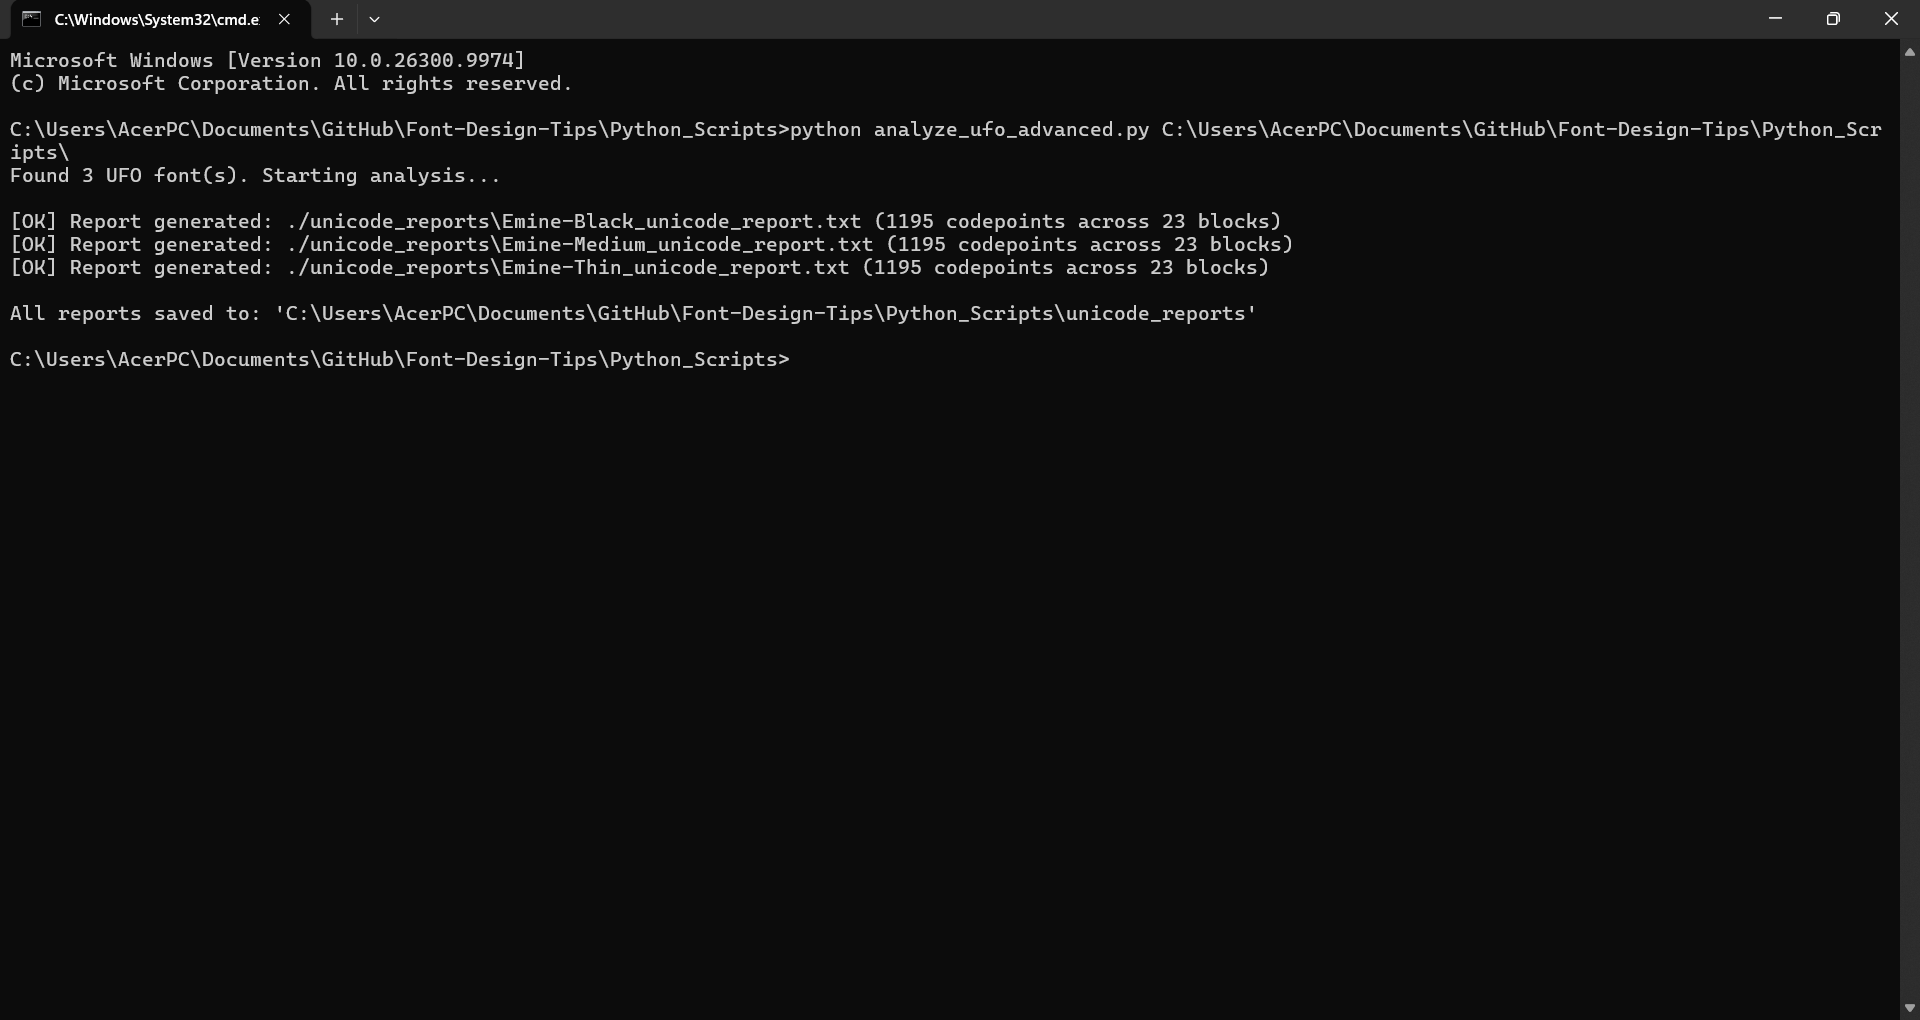 C:\Windows\System32\cmd.e
Microsoft Windows [Version 10.0.26300.9974]
(c) Microsoft Corporation. All rights reserved.
C:\Users\AcerPC\Documents\GitHub\Font-Design-Tips\Python_Scripts>python analyze_ufo_advanced.py C:\Users\AcerPC\Documents\GitHub\Font-Design-Tips\Python_Scr
ipts\
Found 3 UFO font(s). Starting analysis...
[OK] Report generated: ./unicode_reports\Emine-Black_unicode_report.txt (1195 codepoints across 23 blocks)
[OK] Report generated: ./unicode_reports\Emine-Medium_unicode_report.txt (1195 codepoints across 23 blocks)
[OK] Report generated: ./unicode_reports\Emine-Thin_unicode_report.txt (1195 codepoints across 23 blocks)
All reports saved to: 'C:\Users\AcerPC\Documents\GitHub\Font-Design-Tips\Python_Scripts\unicode_reports'
C:\Users\AcerPC\Documents\GitHub\Font-Design-Tips\Python_Scripts>